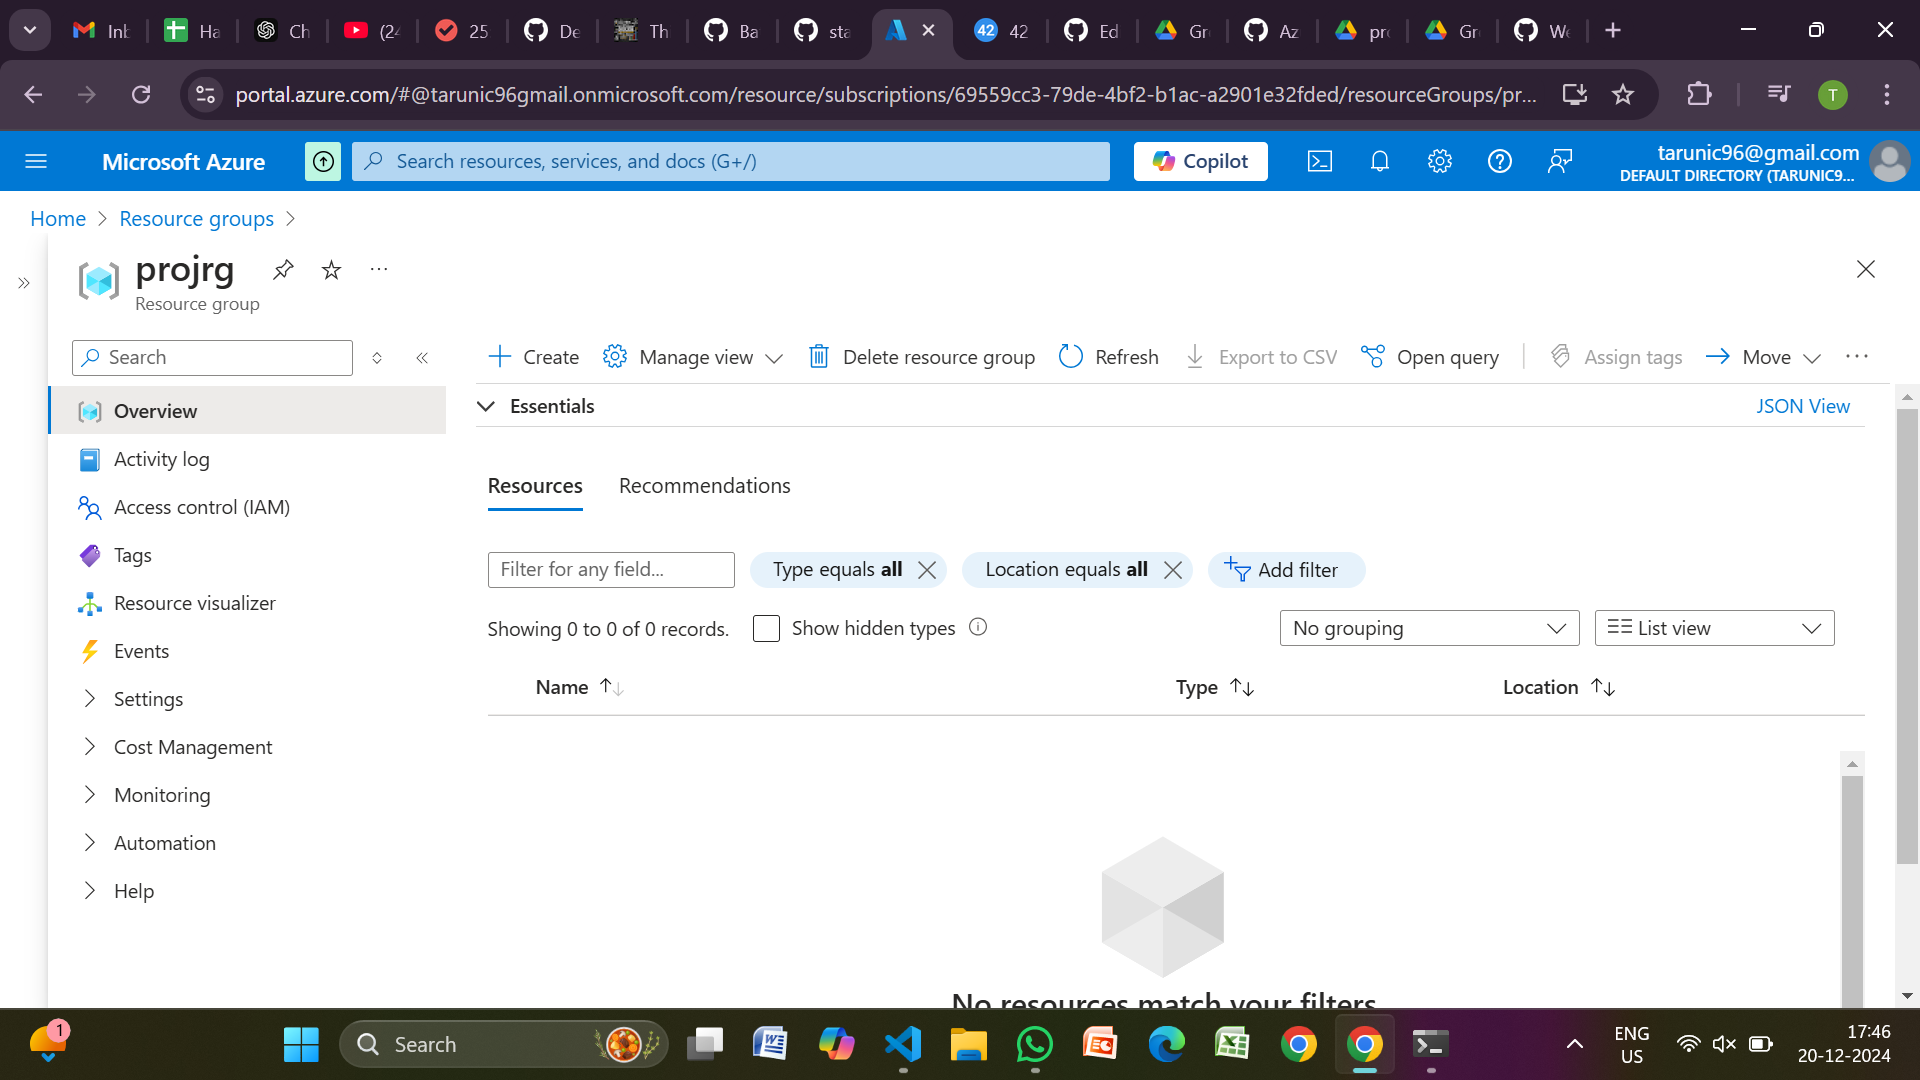 Inb
Ha
Ch
(24
25
De
Th
Ba
sta
42 42
Ed
Gr
Az
pro
Gr
We
portal.azure.com/#@tarunic96gmail.onmicrosoft.com/resource/subscriptions/69559cc3-79de-4bf2-b1ac-a2901e32fded/resourceGroups/pr...
T
Microsoft Azure
Search resources, services, and docs (G+/)
Copilot
tarunic96@gmail.com
DEFAULT DIRECTORY (TARUNIC9...
Home > Resource groups >
projrg
Resource group
Search
Overview
Activity log
Access control (IAM)
Tags
Resource visualizer
Events
Settings
Cost Management
Monitoring
Automation
Help
Create Manage view Delete resource group Refresh Export to CSV Open query Assign tags Move
Essentials
JSON View
Resources Recommendations
Filter for any field...
Type equals all
Location equals all
Add filter
Showing 0 to 0 of 0 records.
Show hidden types
No grouping
List view
Name Type Location
No resources match your filters
1
Search
ENG
US
17:46
20-12-2024